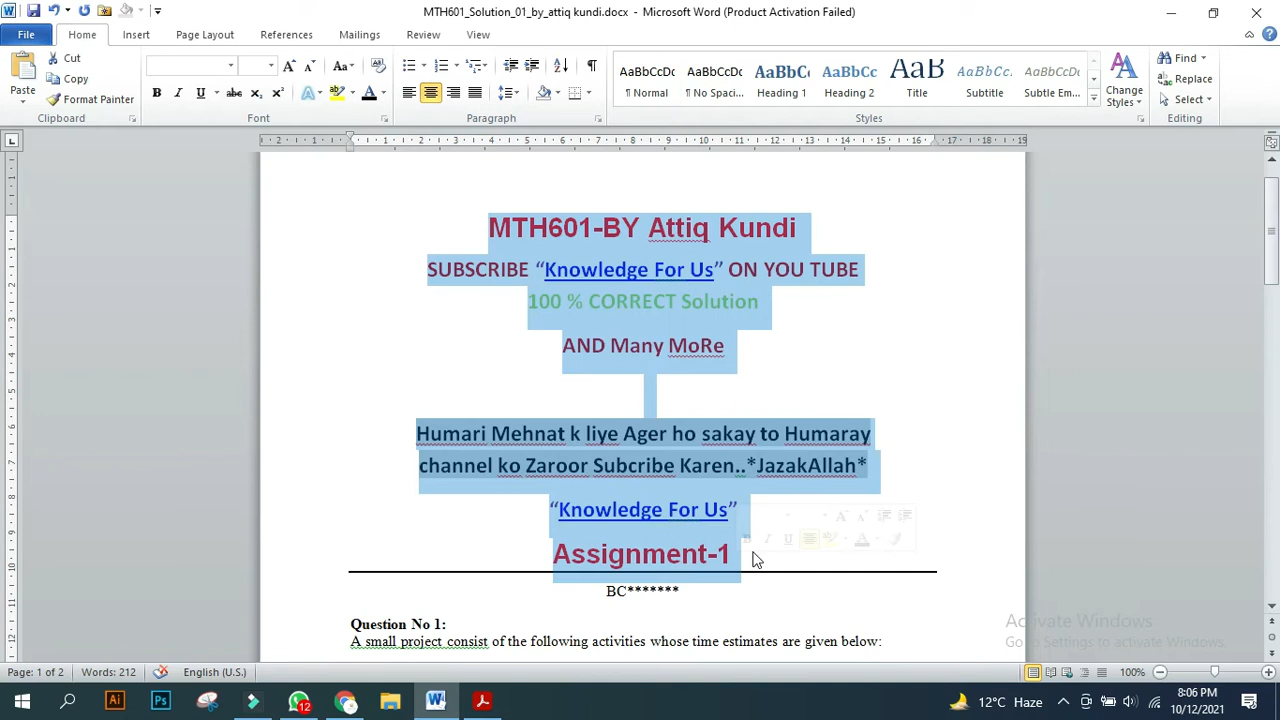 MTH601_Solution_01_by_attiq kundi.docx - Microsoft Word (Product Activation Failed)
File Home Insert Page Layout References Mailings Review View
Paste Cut Copy Format Painter
Clipboard
Font
Paragraph
AaBbCcDc ¶ Normal
AaBbCcDc ¶ No Spaci...
AaBbCc Heading 1
AaBbCc Heading 2
AaB Title
AaBbCcDc Subtitle
AaBbCcDc Subtle Em...
Change Styles
Styles
Find
Replace
Select
Editing
MTH601-BY Attiq Kundi
SUBSCRIBE “Knowledge For Us” ON YOU TUBE
100 % CORRECT Solution
AND Many MoRe
Humari Mehnat k liye Ager ho sakay to Humaray
channel ko Zaroor Subcribe Karen..*JazakAllah*
“Knowledge For Us”
Assignment-1
BC*******
Question No 1:
A small project consist of the following activities whose time estimates are given below:
Activate Windows
Go to Settings to activate Windows.
Page: 1 of 2 Words: 212 English (U.S.) 100%
12°C Haze
8:06 PM
10/12/2021